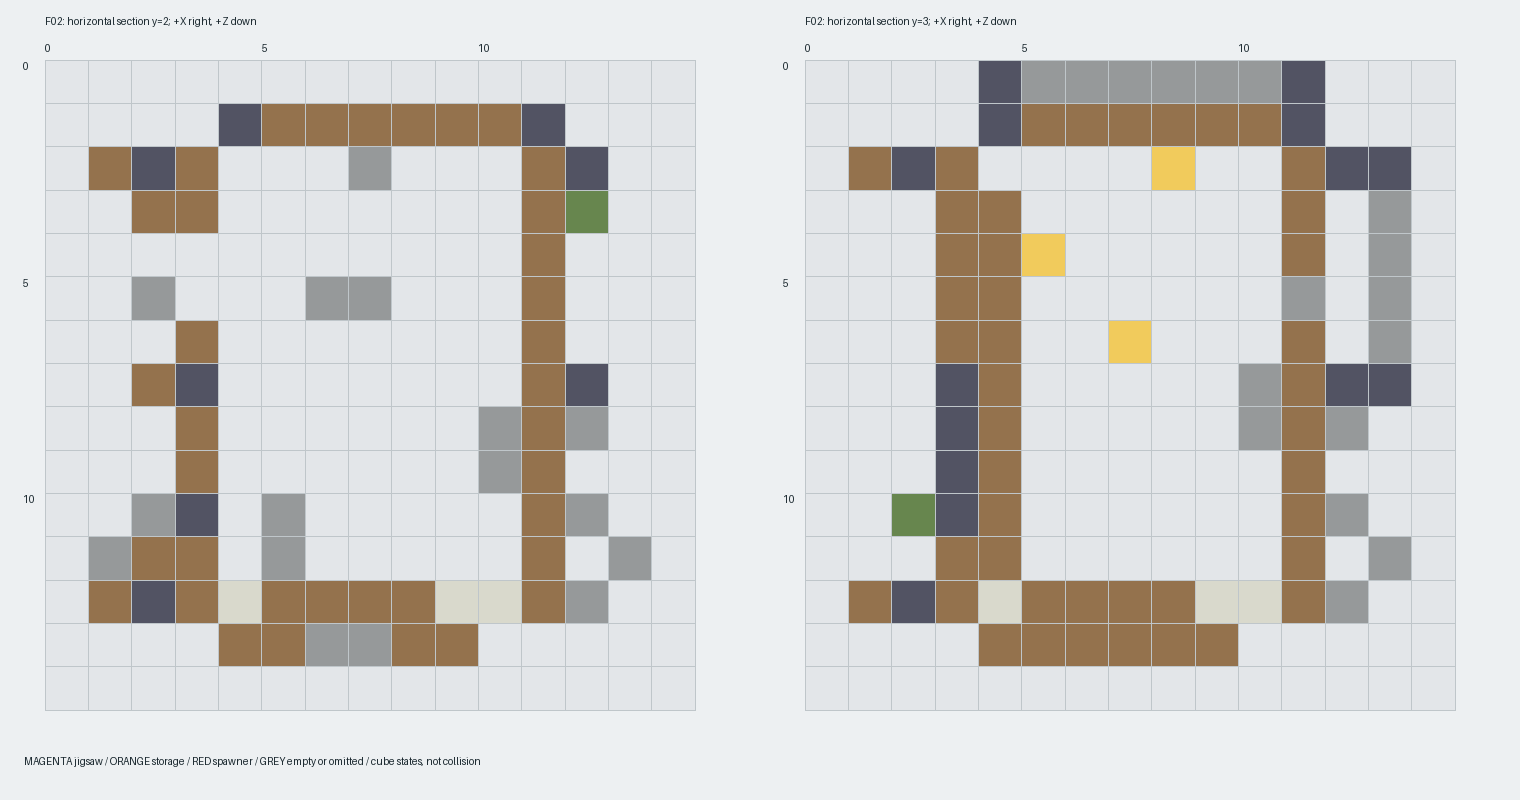 F02: horizontal section y=2; +X right, +Z down
F02: horizontal section y=3; +X right, +Z down
0 5 10
0 5 10
0
0
5
5
10
10
MAGENTA jigsaw / ORANGE storage / RED spawner / GREY empty or omitted / cube states, not collision